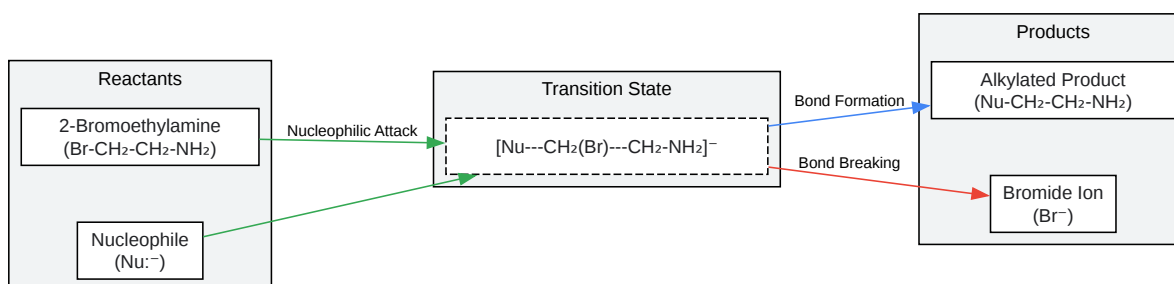 Reactants
2-Bromoethylamine
(Br-CH₂-CH₂-NH₂)
Nucleophile
(Nu:⁻)
Nucleophilic Attack
Transition State
[Nu---CH₂(Br)---CH₂-NH₂]⁻
Bond Formation
Bond Breaking
Products
Alkylated Product
(Nu-CH₂-CH₂-NH₂)
Bromide Ion
(Br⁻)